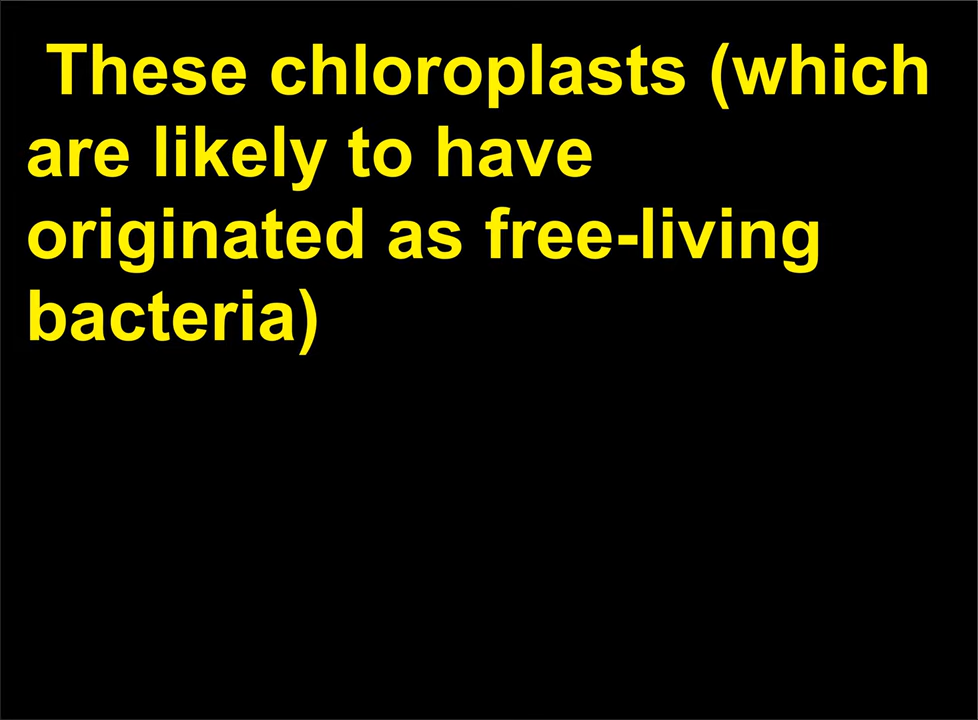 These chloroplasts (which
are likely to have
originated as free-living
bacteria)